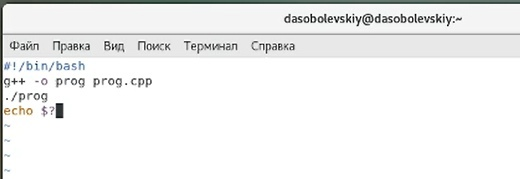 dasobolevskiy@dasobolevskiy:~
Файл Правка Вид Поиск Терминал Справка
#!/bin/bash
g++ -o prog prog.cpp
./prog
echo $?
~
~
~
~